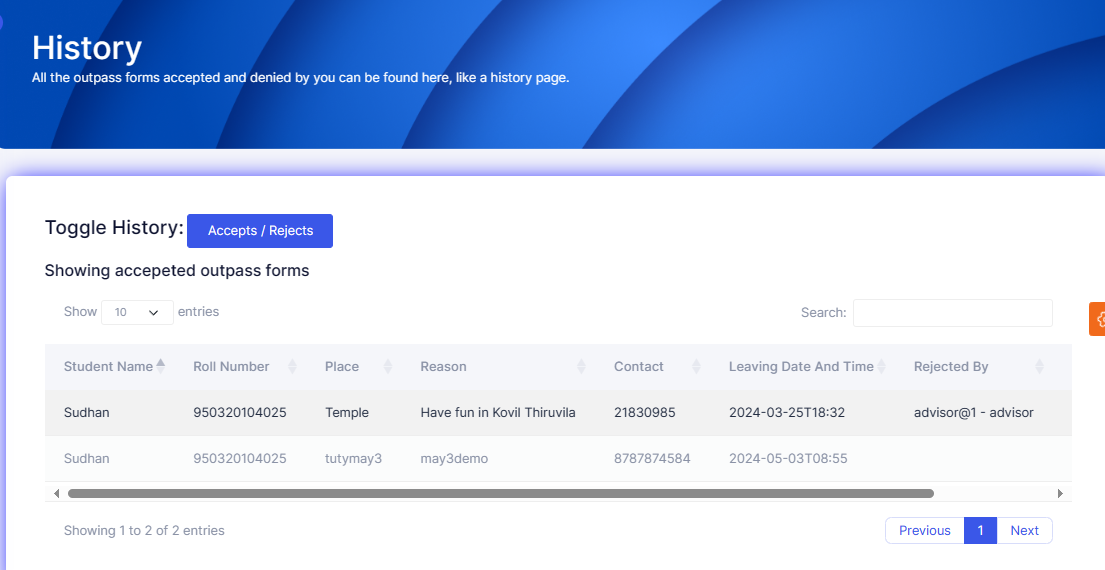 History
All the outpass forms accepted and denied by you can be found here, like a history page.
Toggle History: Accepts / Rejects
Showing accepeted outpass forms
Show 10 entries Search:
Student Name Roll Number Place Reason Contact Leaving Date And Time Rejected By
Sudhan 950320104025 Temple Have fun in Kovil Thiruvila 21830985 2024-03-25T18:32 advisor@1 - advisor
Sudhan 950320104025 tutymay3 may3demo 8787874584 2024-05-03T08:55
Showing 1 to 2 of 2 entries Previous 1 Next